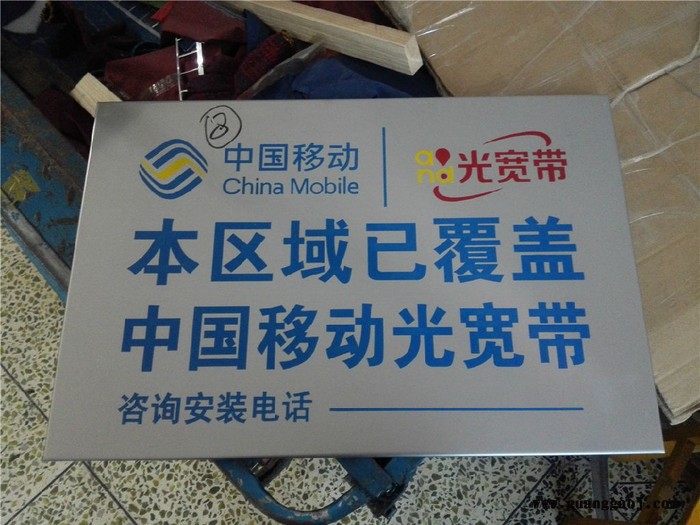 中国移动
China Mobile
and 光宽带
本区域已覆盖
中国移动光宽带
咨询安装电话